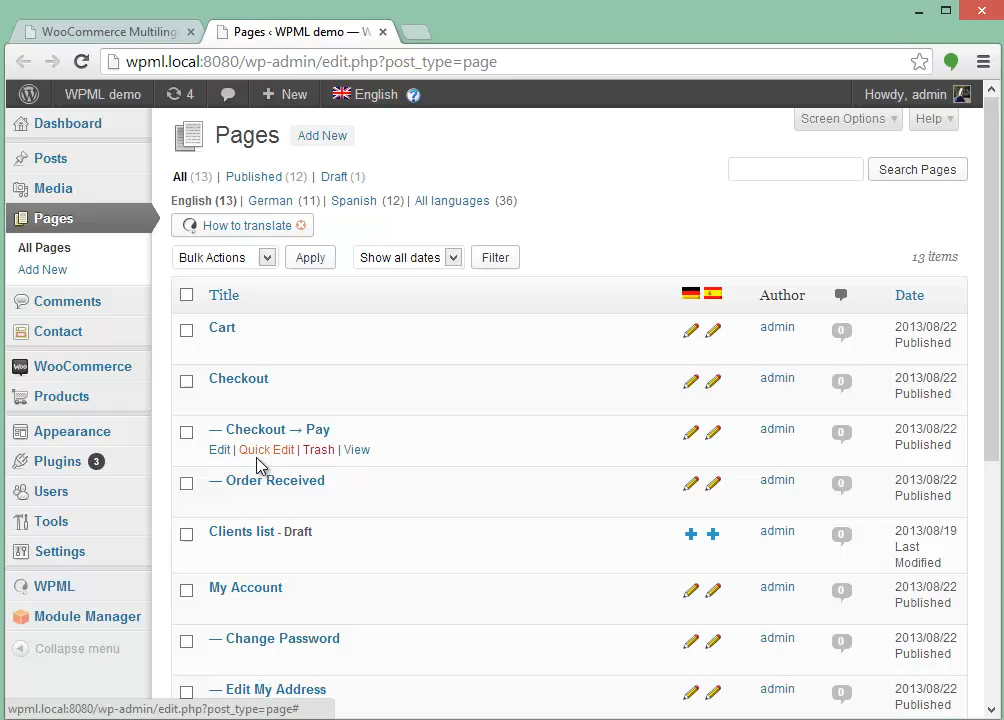 WooCommerce Multiling
Pages ‹ WPML demo — W
wpml.local:8080/wp-admin/edit.php?post_type=page
WPML demo
4
New
English
Howdy, admin
Dashboard
Posts
Media
Pages
All Pages
Add New
Comments
Contact
WooCommerce
Products
Appearance
Plugins 3
Users
Tools
Settings
WPML
Module Manager
Collapse menu
Screen Options
Help
Pages Add New
All (13) | Published (12) | Draft (1)
Search Pages
English (13) | German (11) | Spanish (12) | All languages (36)
How to translate
Bulk Actions Apply Show all dates Filter 13 items
Title Author Date
Cart admin 0 2013/08/22
Published
Checkout admin 0 2013/08/22
Published
— Checkout → Pay admin 0 2013/08/22
Edit | Quick Edit | Trash | View Published
— Order Received admin 0 2013/08/22
Published
Clients list - Draft admin 0 2013/08/19
Last
Modified
My Account admin 0 2013/08/22
Published
— Change Password admin 0 2013/08/22
Published
— Edit My Address admin 0 2013/08/22
Published
wpml.local:8080/wp-admin/edit.php?post_type=page#